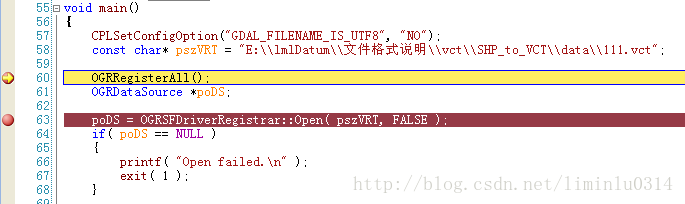 55 void main()
56 {
57 CPLSetConfigOption("GDAL_FILENAME_IS_UTF8", "NO");
58 const char* pszVRT = "E:\\lmlDatum\\文件格式说明\\vct\\SHP_to_VCT\\data\\111.vct";
59
60 OGRRegisterAll();
61 OGRDataSource *poDS;
62
63 poDS = OGRSFDriverRegistrar::Open( pszVRT, FALSE );
64 if( poDS == NULL )
65 {
66 printf( "Open failed.\n" );
67 exit( 1 );
68 }
http://blog.csdn.net/liminlu0314